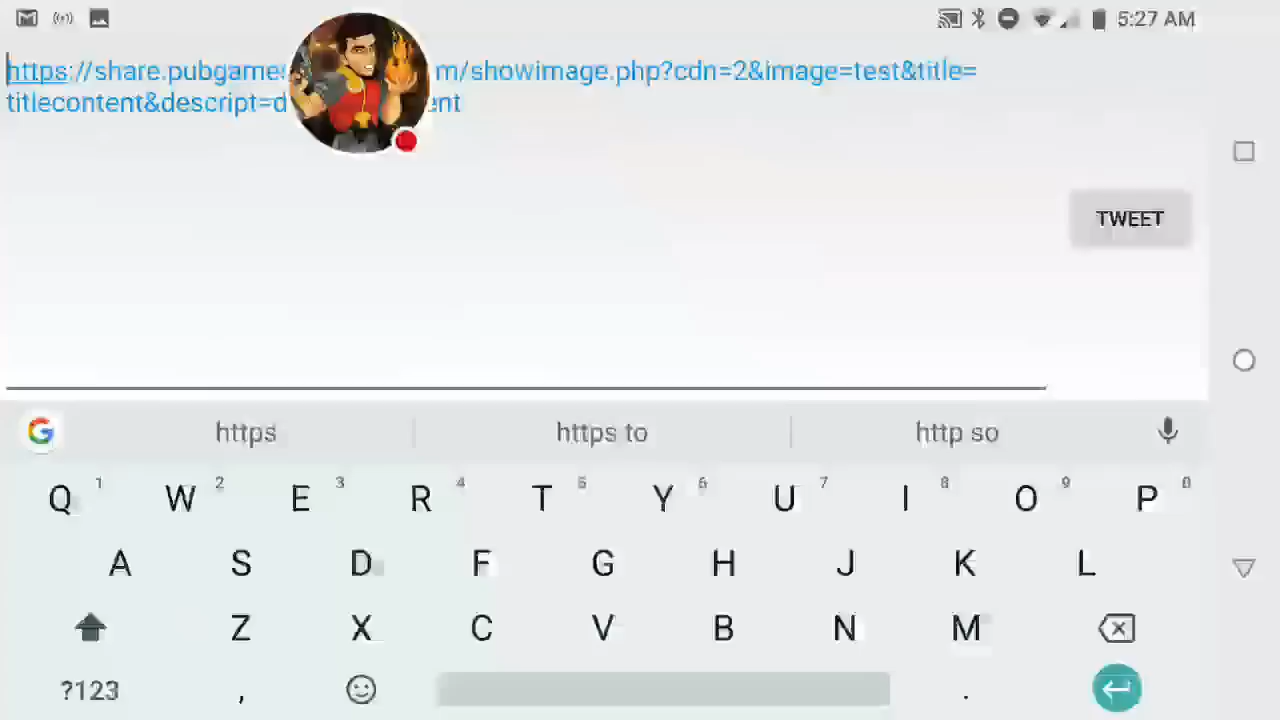 5:27 AM
https://share.pubgame m/showimage.php?cdn=2&image=test&title=
titlecontent&descript=d ent
TWEET
https https to http so
1 2 3 4 5 6 7 8 9 0
Q W E R T Y U I O P
A S D F G H J K L
Z X C V B N M
?123 , .